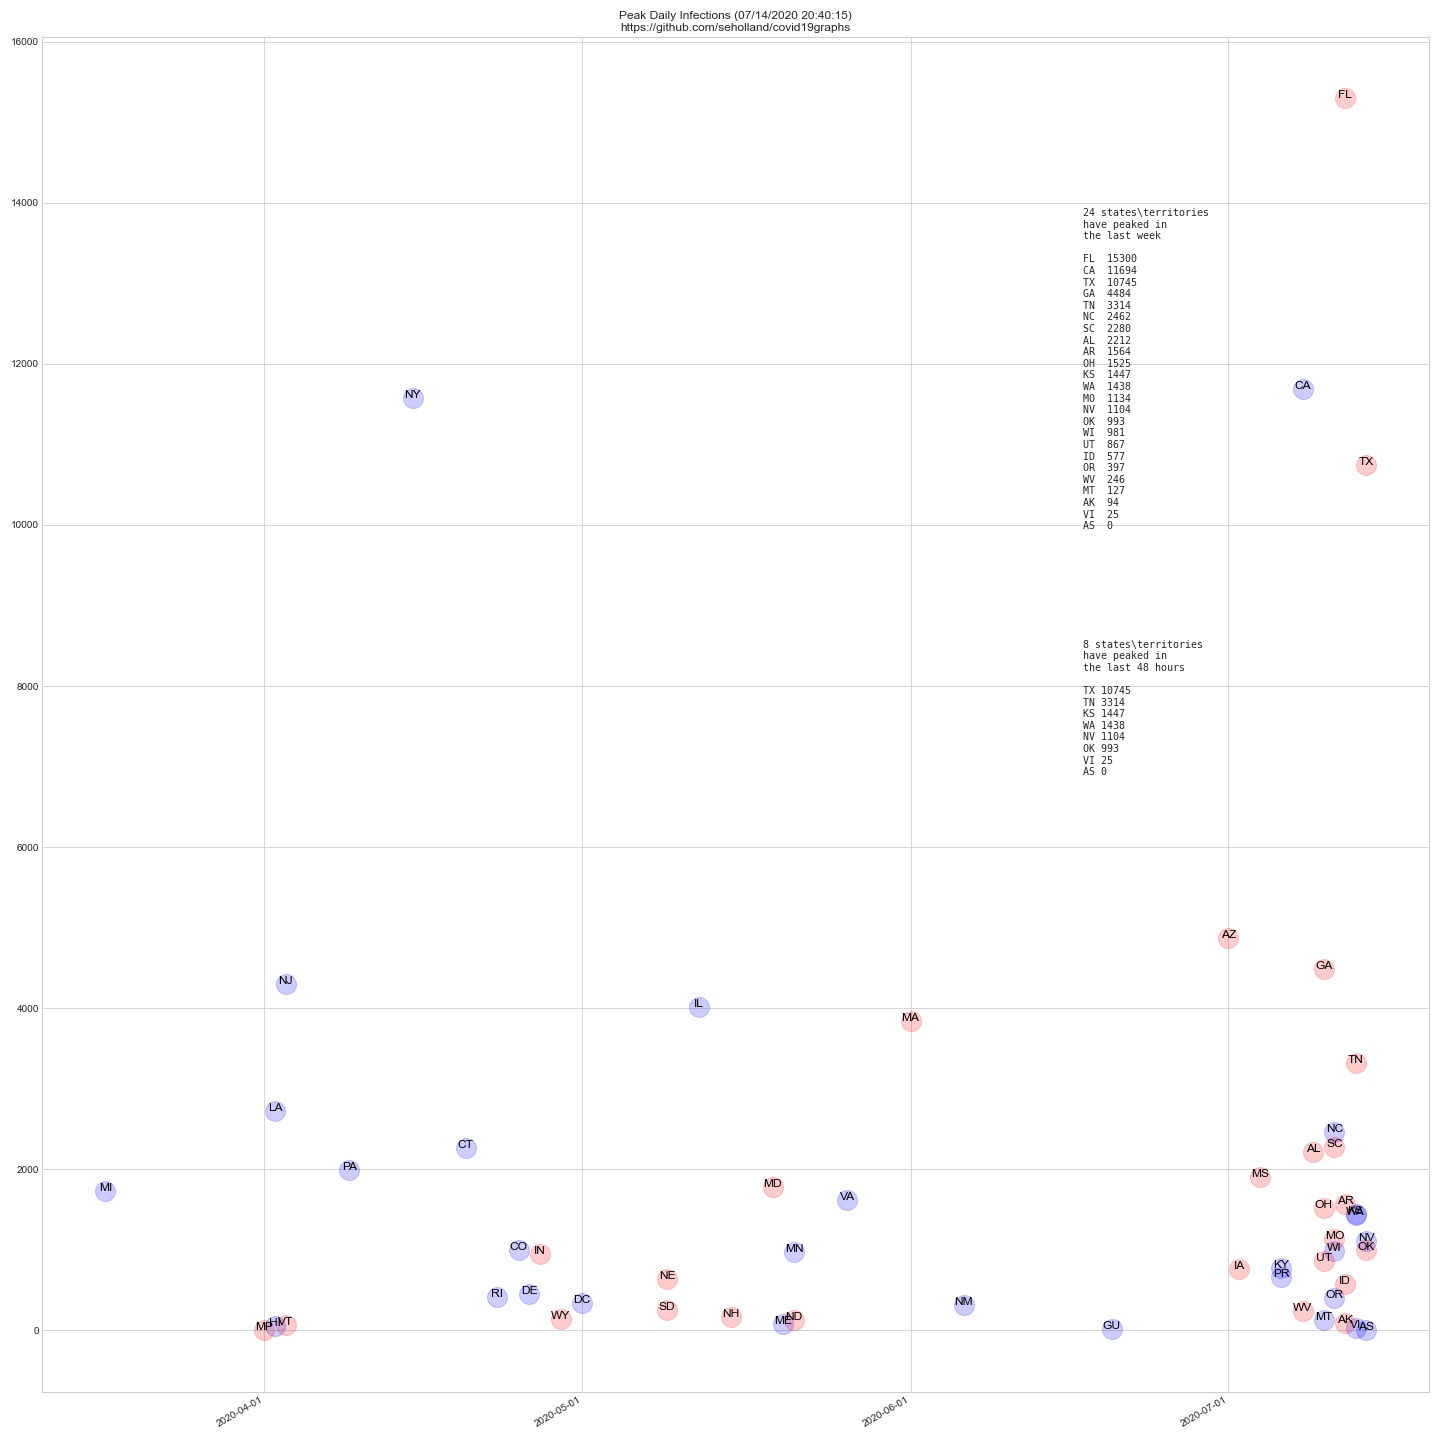 Peak Daily Infections (07/14/2020 20:40:15)
https://github.com/seholland/covid19graphs
16000
FL
14000
24 states\territories
have peaked in
the last week
FL  15300
CA  11694
TX  10745
GA  4484
TN  3314
NC  2462
SC  2280
AL  2212
AR  1564
OH  1525
KS  1447
WA  1438
MO  1134
NV  1104
OK  993
WI  981
UT  867
ID  577
OR  397
WV  246
MT  127
AK  94
VI  25
AS  0
12000
NY
CA
TX
10000
8 states\territories
have peaked in
the last 48 hours
TX 10745
TN 3314
KS 1447
WA 1438
NV 1104
OK 993
VI 25
AS 0
8000
6000
AZ
GA
NJ
IL
4000
MA
TN
LA
NC
CT
SC
AL
PA
2000
MS
MD
MI
VA
AR
OH
KS
WA
MO
NV
CO
IN
MN
WI
OK
UT
KY
IA
PR
NE
ID
RI
DE
DC
OR
NM
SD
WV
WY
NH
MT
ME
ND
AK
MP
HI
VT
GU
VI
AS
0
2020-04-01
2020-05-01
2020-06-01
2020-07-01